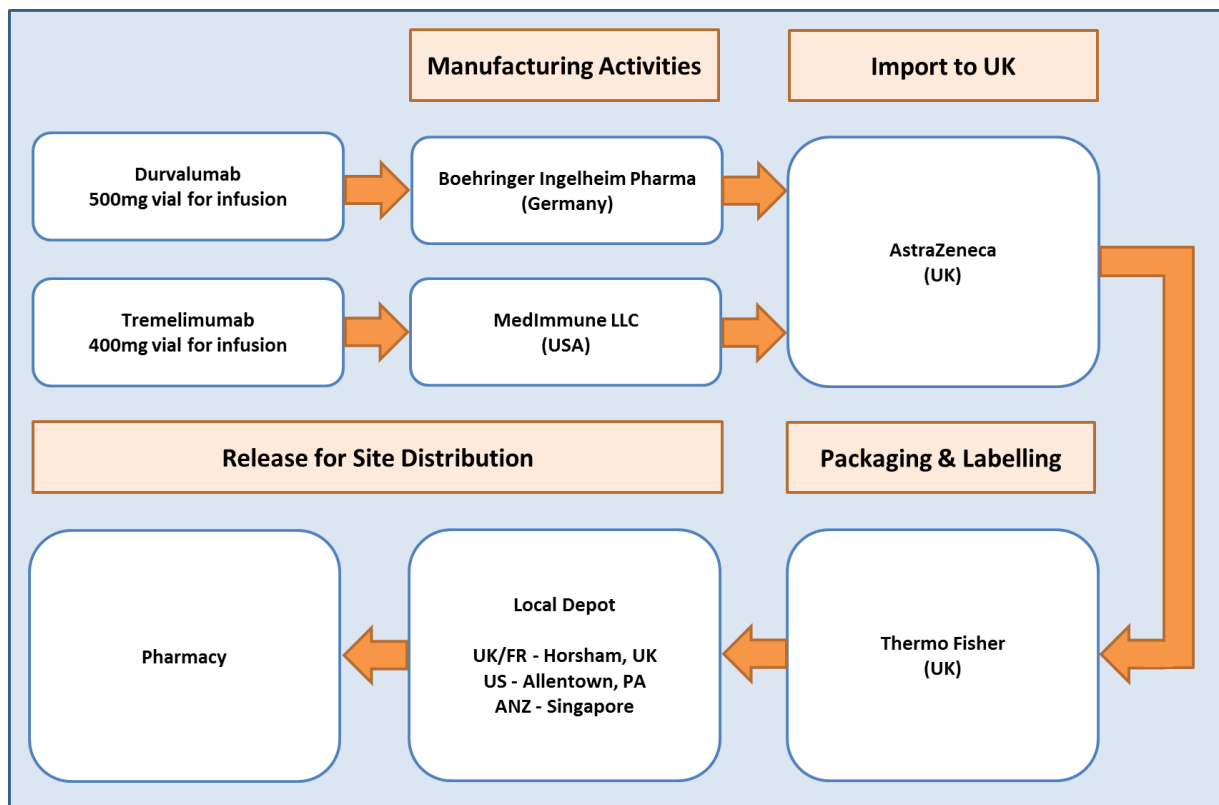 Manufacturing Activities
Import to UK
Durvalumab
500mg vial for infusion
Boehringer Ingelheim Pharma
(Germany)
AstraZeneca
(UK)
Tremelimumab
400mg vial for infusion
MedImmune LLC
(USA)
Release for Site Distribution
Packaging & Labelling
Pharmacy
Local Depot
UK/FR - Horsham, UK
US - Allentown, PA
ANZ - Singapore
Thermo Fisher
(UK)